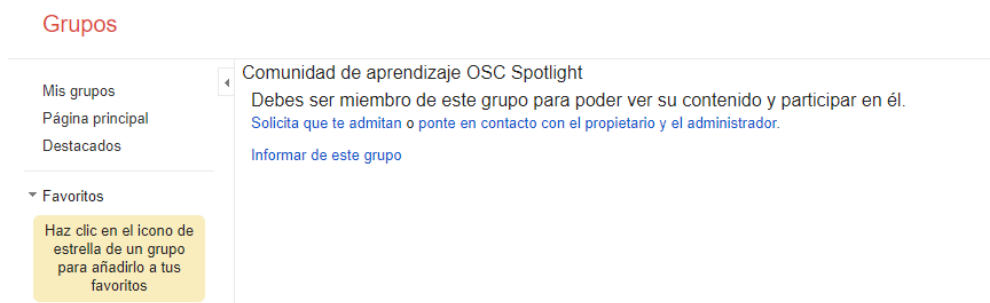 Grupos
Mis grupos
Página principal
Destacados
Favoritos
Haz clic en el icono de
estrella de un grupo
para añadirlo a tus
favoritos
Comunidad de aprendizaje OSC Spotlight
Debes ser miembro de este grupo para poder ver su contenido y participar en él.
Solicita que te admitan o ponte en contacto con el propietario y el administrador.
Informar de este grupo